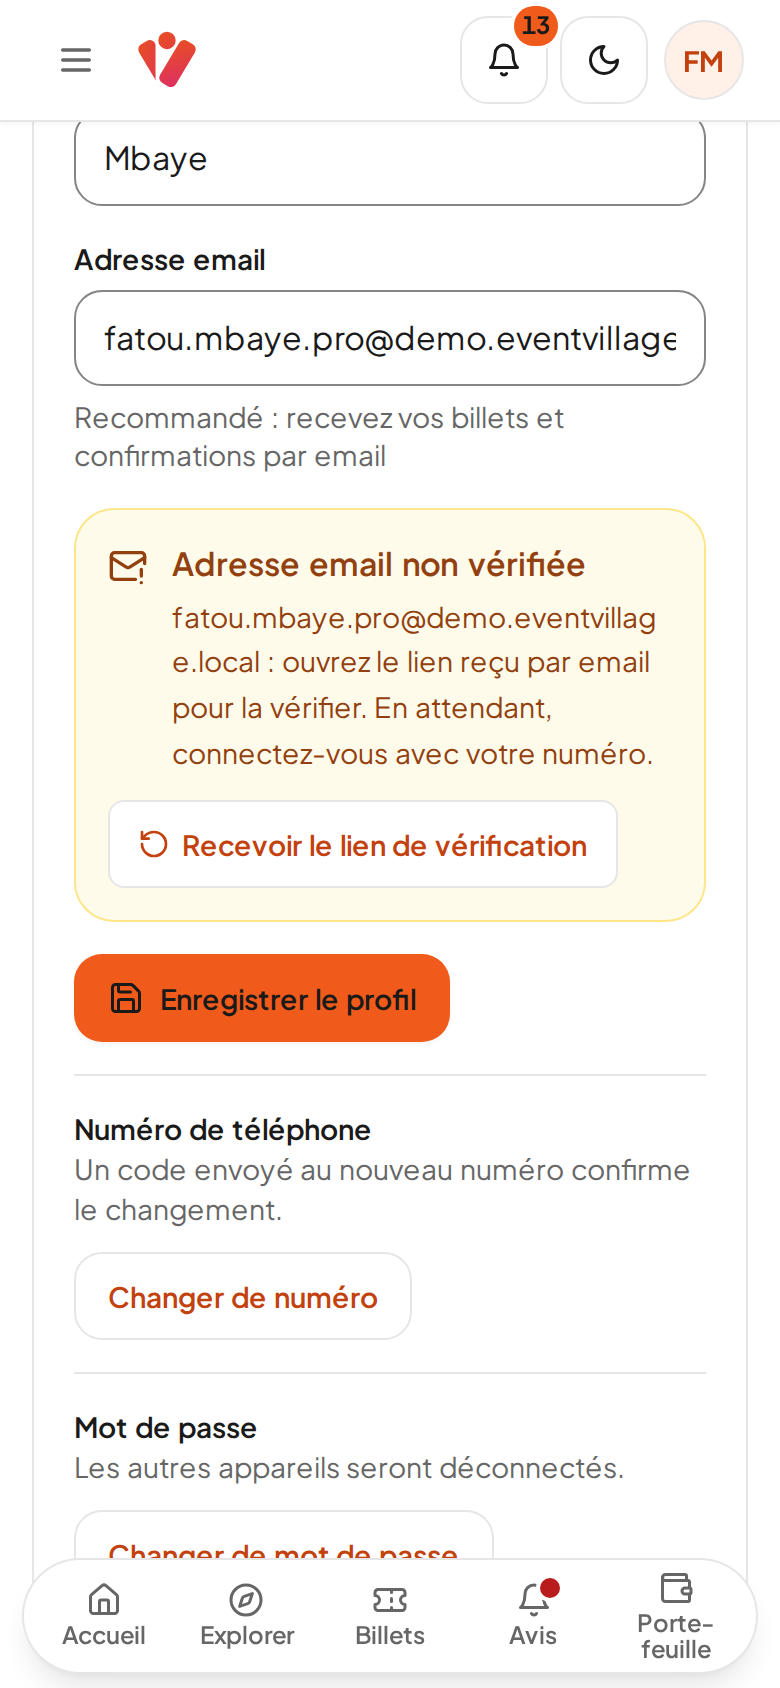 13
FM
Mbaye
Adresse email
fatou.mbaye.pro@demo.eventvillage
Recommandé : recevez vos billets et
confirmations par email
Adresse email non vérifiée
fatou.mbaye.pro@demo.eventvillag
e.local : ouvrez le lien reçu par email
pour la vérifier. En attendant,
connectez-vous avec votre numéro.
Recevoir le lien de vérification
Enregistrer le profil
Numéro de téléphone
Un code envoyé au nouveau numéro confirme
le changement.
Changer de numéro
Mot de passe
Les autres appareils seront déconnectés.
Changer de mot de passe
Accueil
Explorer
Billets
Avis
Porte-
feuille